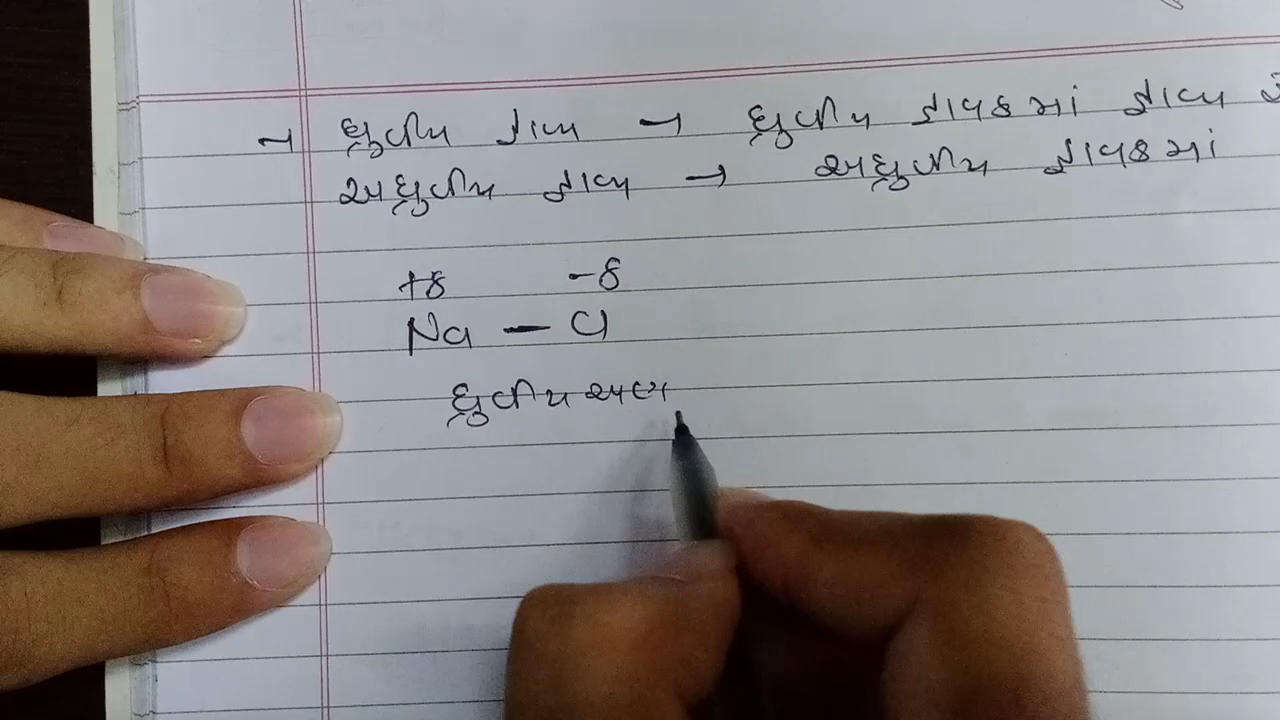 → ધ્રુવીય દ્રાવ્ય → ધ્રુવીય દ્રાવકમાં દ્રાવ્ય
અધ્રુવીય દ્રાવ્ય → અધ્રુવીય દ્રાવકમાં
+δ -δ
Na — Cl
ધ્રુવીય અણ